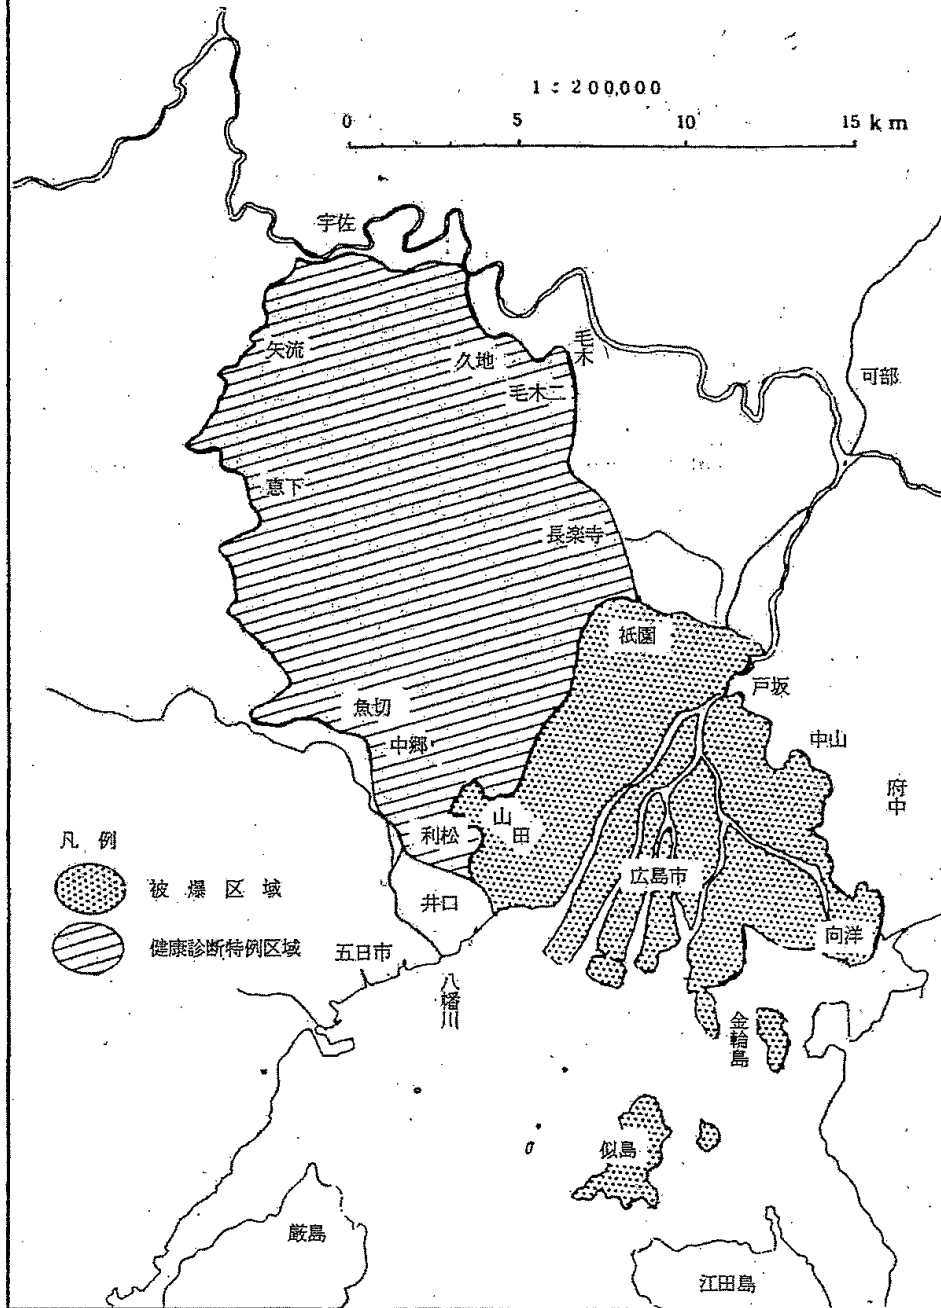 1:200,000
0 5 10 15 km
宇佐
矢流
久地
毛木
毛木二
可部
恵下
長楽寺
祇園
戸坂
魚切
中郷
中山
府中
山田
利松
凡例
被爆区域
広島市
井口
健康診断特例区域
五日市
向洋
八幡川
金輪島
似島
厳島
江田島